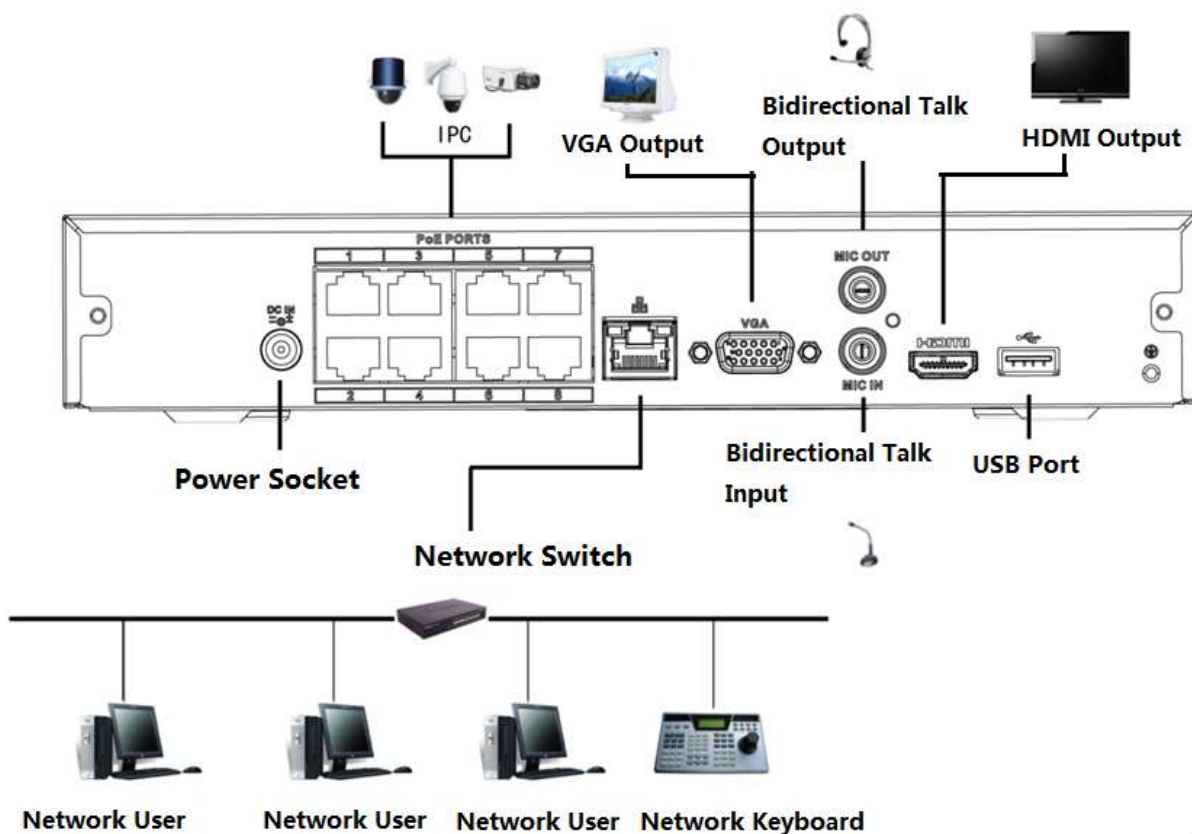 IPC
VGA Output
Bidirectional Talk
Output
HDMI Output
PoE PORTS
1 3 5 7
DC IN
VGA
MIC OUT
MIC IN
HDMI
2 4 6 8
Power Socket
Network Switch
Bidirectional Talk
Input
USB Port
Network User
Network User
Network User
Network Keyboard